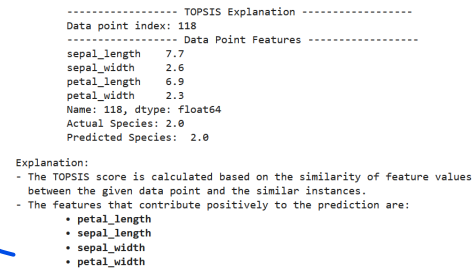 ----------------- TOPSIS Explanation -----------------
Data point index: 118
----------------- Data Point Features -----------------
sepal_length    7.7
sepal_width     2.6
petal_length    6.9
petal_width     2.3
Name: 118, dtype: float64
Actual Species: 2.0
Predicted Species:  2.0
Explanation:
- The TOPSIS score is calculated based on the similarity of feature values
between the given data point and the similar instances.
- The features that contribute positively to the prediction are:
• petal_length
• sepal_length
• sepal_width
• petal_width